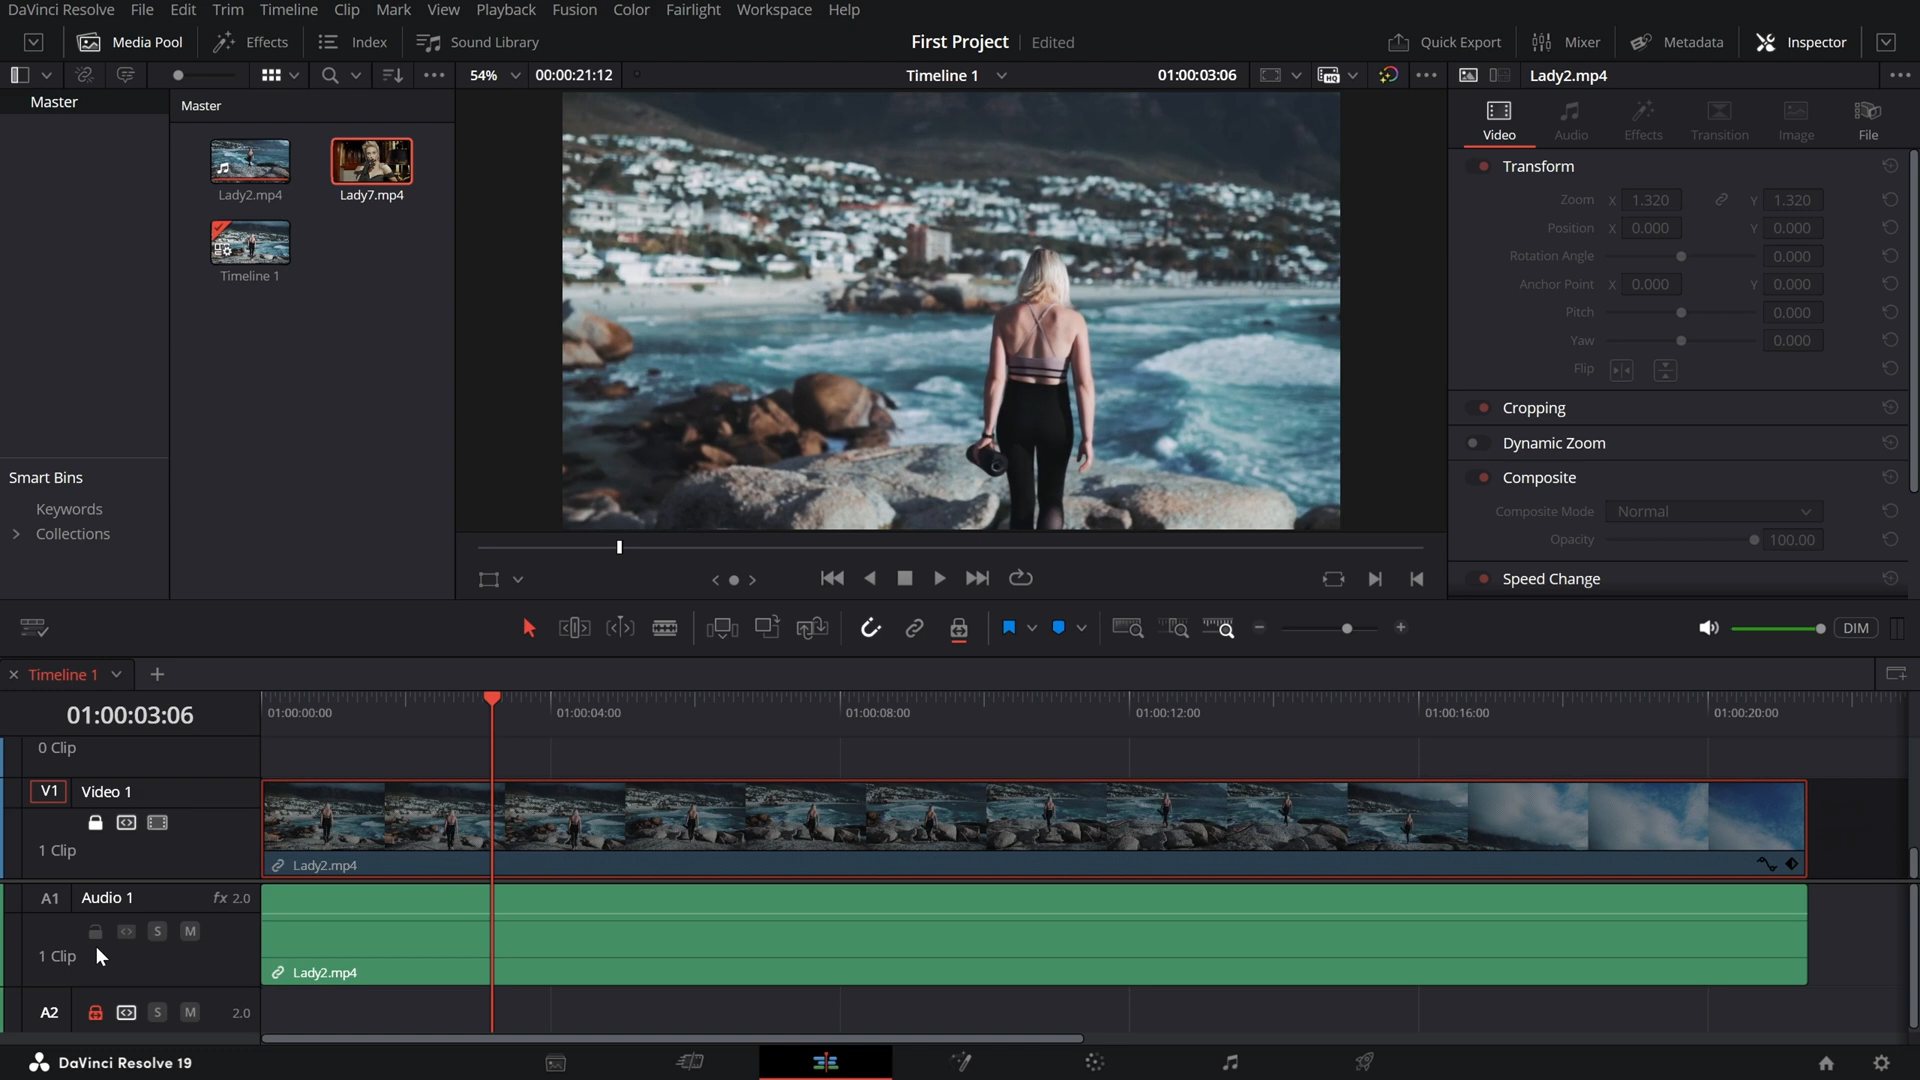 DaVinci Resolve File Edit Trim Timeline Clip Mark View Playback Fusion Color Fairlight Workspace Help
Media Pool Effects Index Sound Library First Project Edited Quick Export Mixer Metadata Inspector
54% 00:00:21:12 Timeline 1 01:00:03:06 HQ Lady2.mp4
Master
Master
Lady2.mp4 Lady7.mp4
Timeline 1
Smart Bins
Keywords
Collections
Video Audio Effects Transition Image File
Transform
Zoom X 1.320 Y 1.320
Position X 0.000 Y 0.000
Rotation Angle 0.000
Anchor Point X 0.000 Y 0.000
Pitch 0.000
Yaw 0.000
Flip
Cropping
Dynamic Zoom
Composite
Composite Mode Normal
Opacity 100.00
Speed Change
DIM
Timeline 1
01:00:03:06 01:00:00:00 01:00:04:00 01:00:08:00 01:00:12:00 01:00:16:00 01:00:20:00
0 Clip
V1 Video 1
1 Clip
Lady2.mp4
A1 Audio 1 fx 2.0
S M
1 Clip
Lady2.mp4
A2 S M 2.0
DaVinci Resolve 19